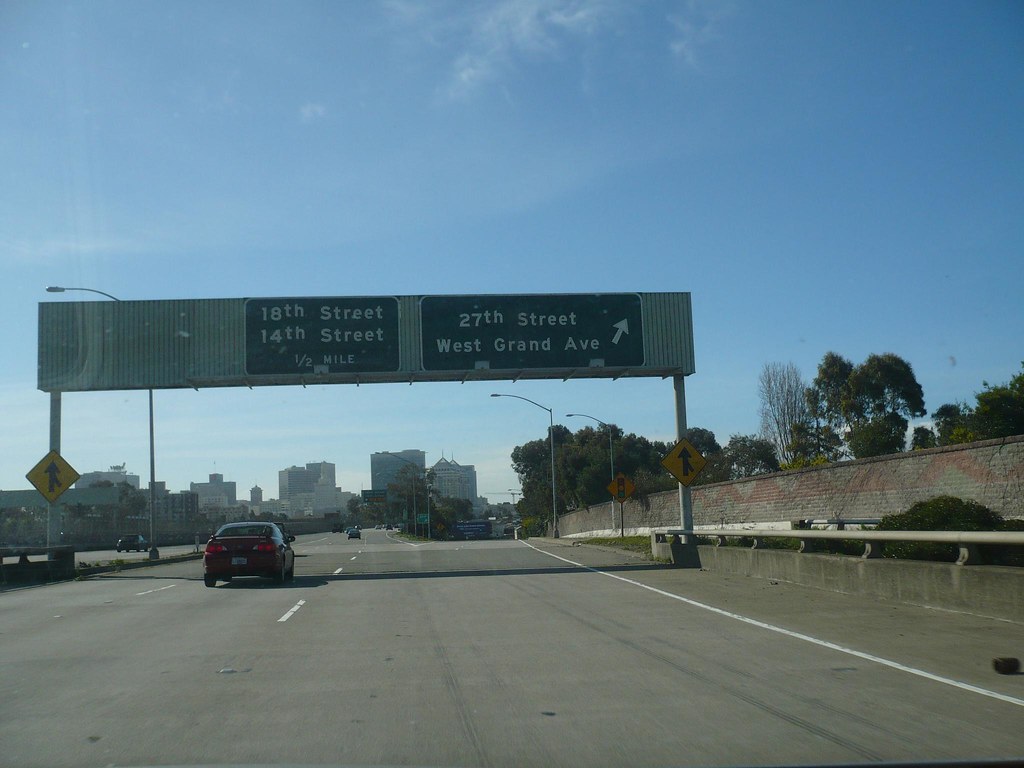 18th Street
14th Street
1/2 MILE
27th Street
West Grand Ave